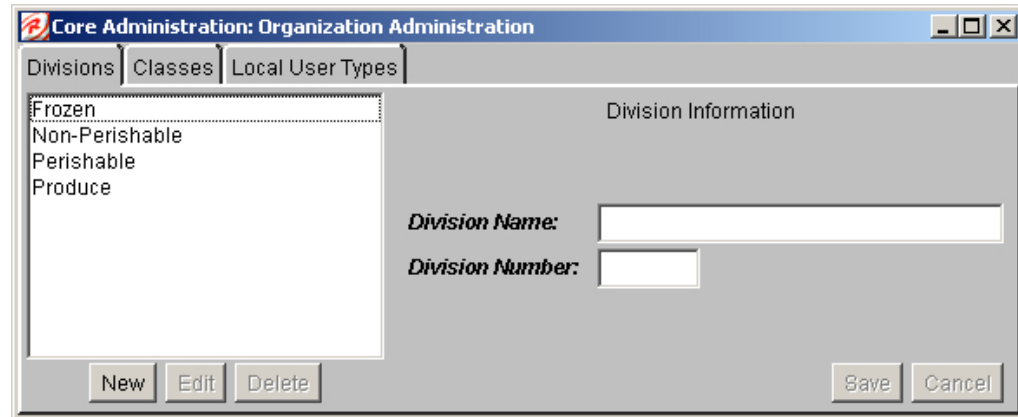 Core Administration: Organization Administration
Divisions Classes Local User Types
Frozen
Non-Perishable
Perishable
Produce
Division Information
Division Name:
Division Number:
New Edit Delete
Save Cancel